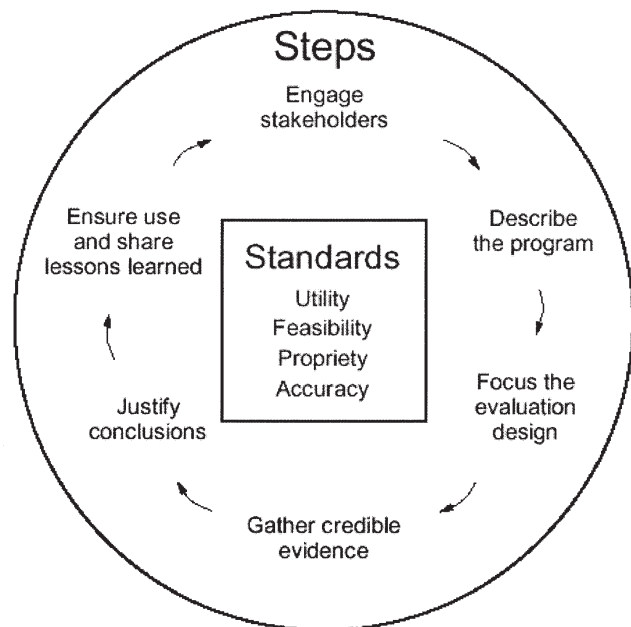 Steps
Engage
stakeholders
Describe
the program
Focus the
evaluation
design
Gather credible
evidence
Justify
conclusions
Ensure use
and share
lessons learned
Standards
Utility
Feasibility
Propriety
Accuracy